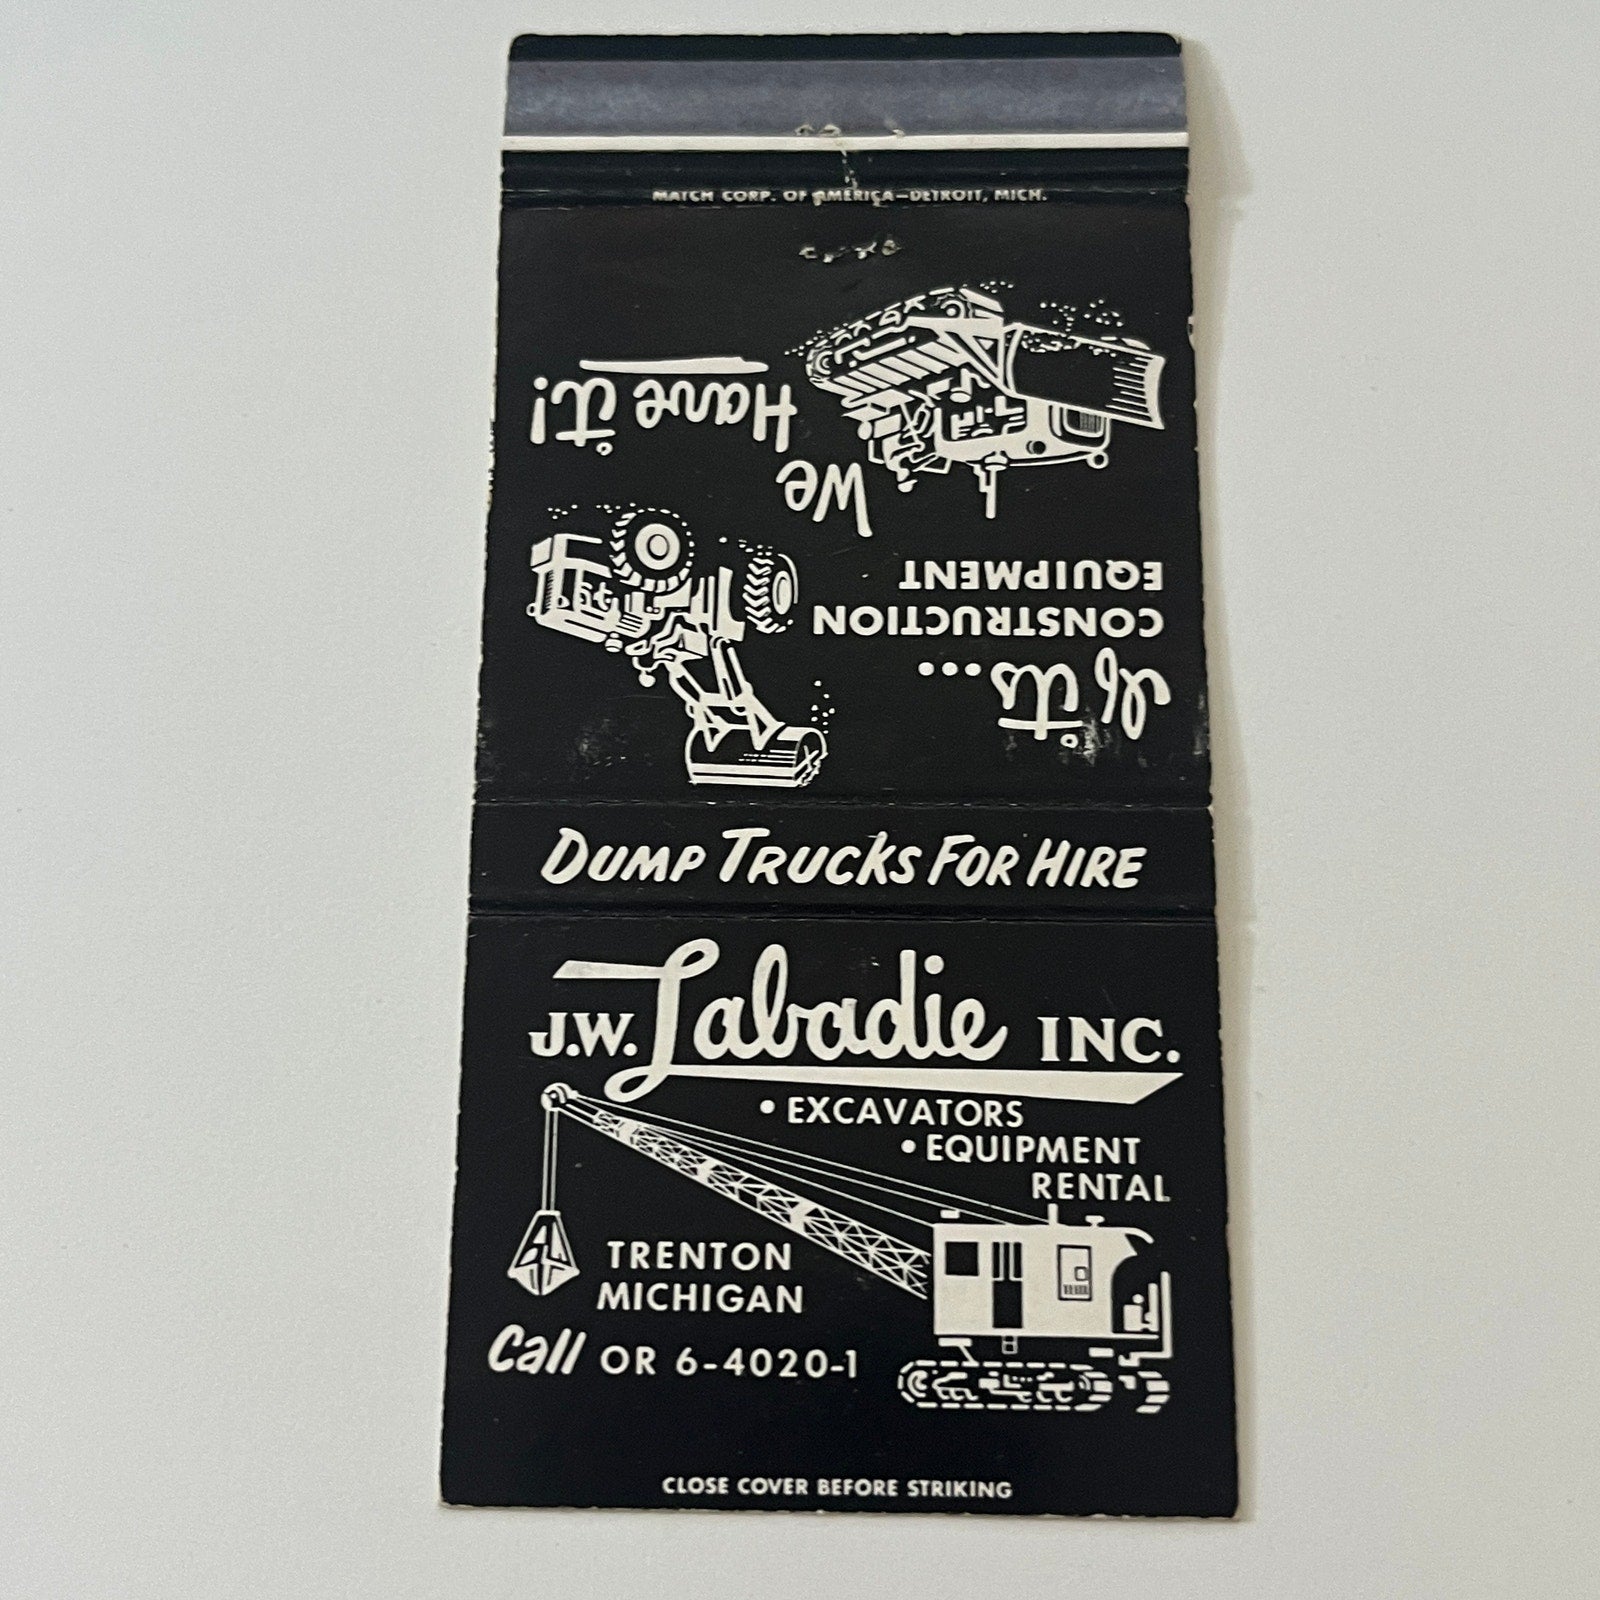 MATCH CORP. OF AMERICA—DETROIT, MICH.
If it's...
CONSTRUCTION
EQUIPMENT
We
Have it!
DUMP TRUCKS FOR HIRE
J.W. Labadie INC.
• EXCAVATORS
• EQUIPMENT
RENTAL
TRENTON
MICHIGAN
Call OR 6-4020-1
CLOSE COVER BEFORE STRIKING